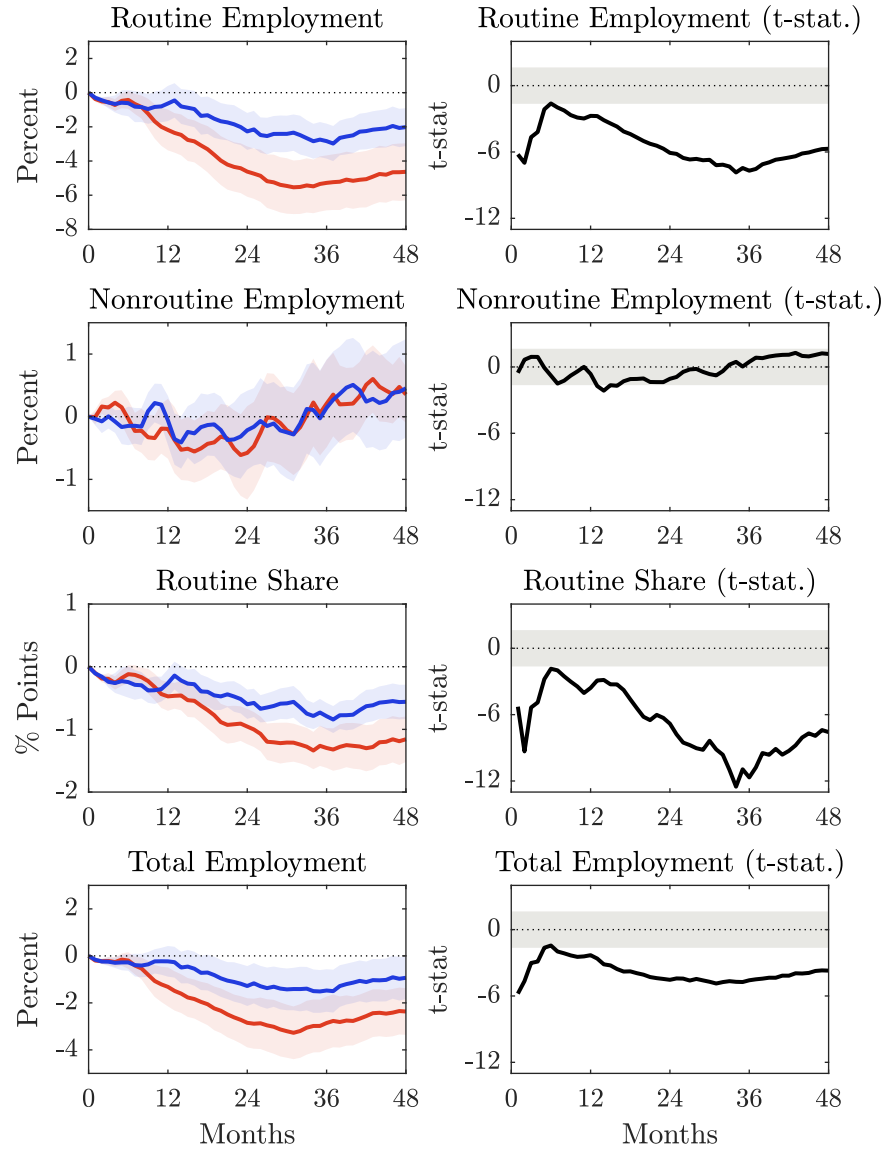 Routine Employment
Percent
2
0
-2
-4
-6
-8
0 12 24 36 48
Routine Employment (t-stat.)
t-stat
0
-6
-12
0 12 24 36 48
Nonroutine Employment
Percent
1
0
-1
0 12 24 36 48
Nonroutine Employment (t-stat.)
t-stat
0
-6
-12
0 12 24 36 48
Routine Share
% Points
1
0
-1
-2
0 12 24 36 48
Routine Share (t-stat.)
t-stat
0
-6
-12
0 12 24 36 48
Total Employment
Percent
2
0
-2
-4
0 12 24 36 48
Months
Total Employment (t-stat.)
t-stat
0
-6
-12
0 12 24 36 48
Months